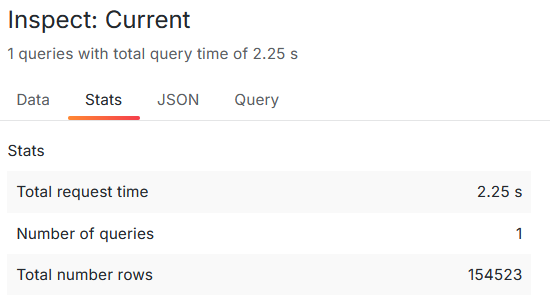 Inspect: Current
1 queries with total query time of 2.25 s
Data Stats JSON Query
Stats
Total request time 2.25 s
Number of queries 1
Total number rows 154523